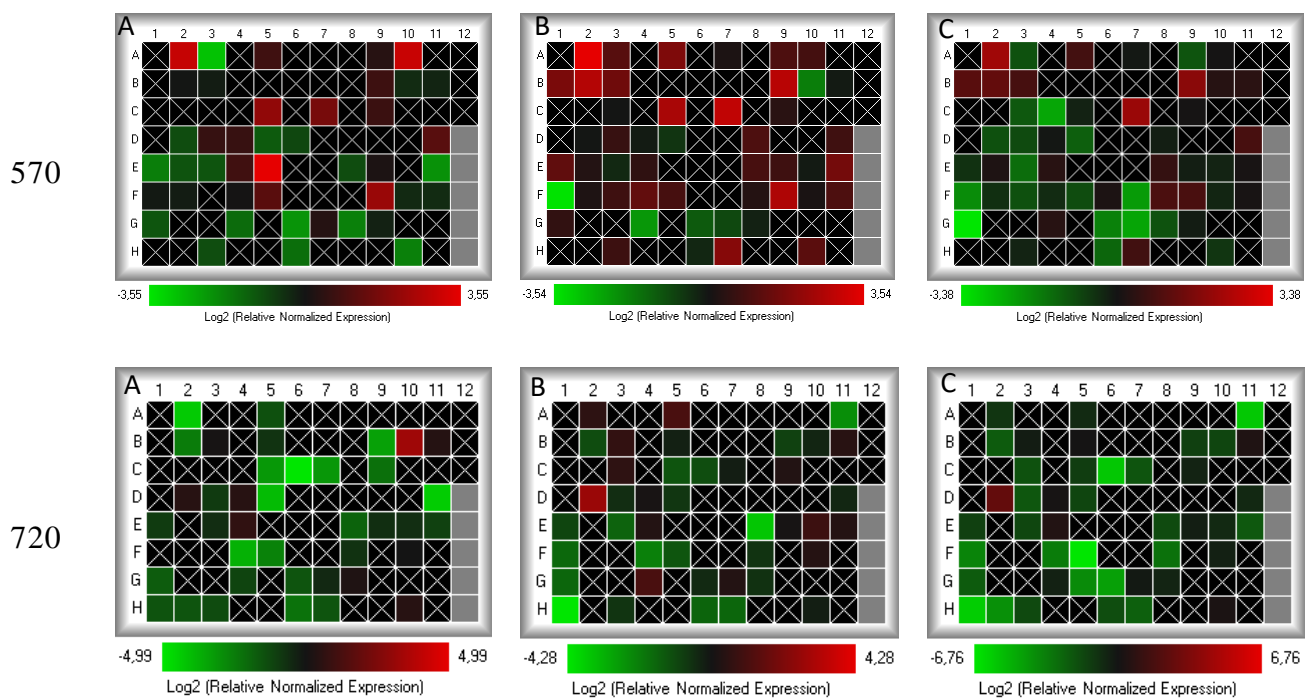 A B C
1 2 3 4 5 6 7 8 9 10 11 12 1 2 3 4 5 6 7 8 9 10 11 12 1 2 3 4 5 6 7 8 9 10 11 12
A A A
B B B
C C C
D D D
570 E E E
F F F
G G G
H H H
-3,55 3,55 -3,54 3,54 -3,38 3,38
Log2 (Relative Normalized Expression) Log2 (Relative Normalized Expression) Log2 (Relative Normalized Expression)
A B C
1 2 3 4 5 6 7 8 9 10 11 12 1 2 3 4 5 6 7 8 9 10 11 12 1 2 3 4 5 6 7 8 9 10 11 12
A A A
B B B
C C C
D D D
720 E E E
F F F
G G G
H H H
-4,99 4,99 -4,28 4,28 -6,76 6,76
Log2 (Relative Normalized Expression) Log2 (Relative Normalized Expression) Log2 (Relative Normalized Expression)